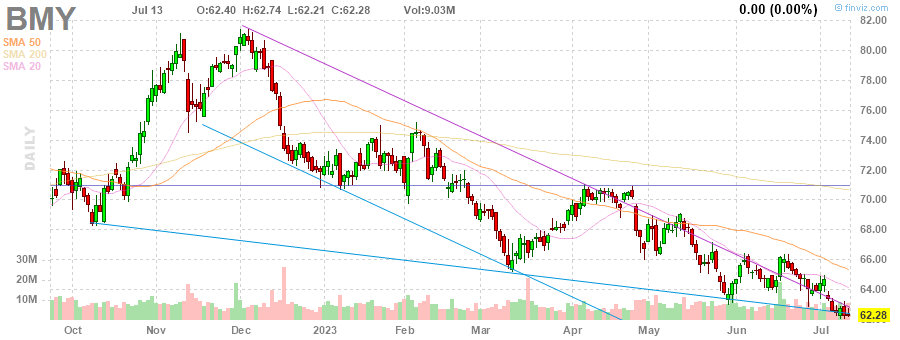 BMY Jul 13 O:62.40 H:62.74 L:62.21 C:62.28 Vol:9.03M 0.00 (0.00%) © finviz.com
SMA 50
SMA 200
SMA 20
DAILY
82.00
80.00
78.00
76.00
74.00
72.00
70.00
68.00
66.00
64.00
62.28
30M
20M
10M
Oct Nov Dec 2023 Feb Mar Apr May Jun Jul